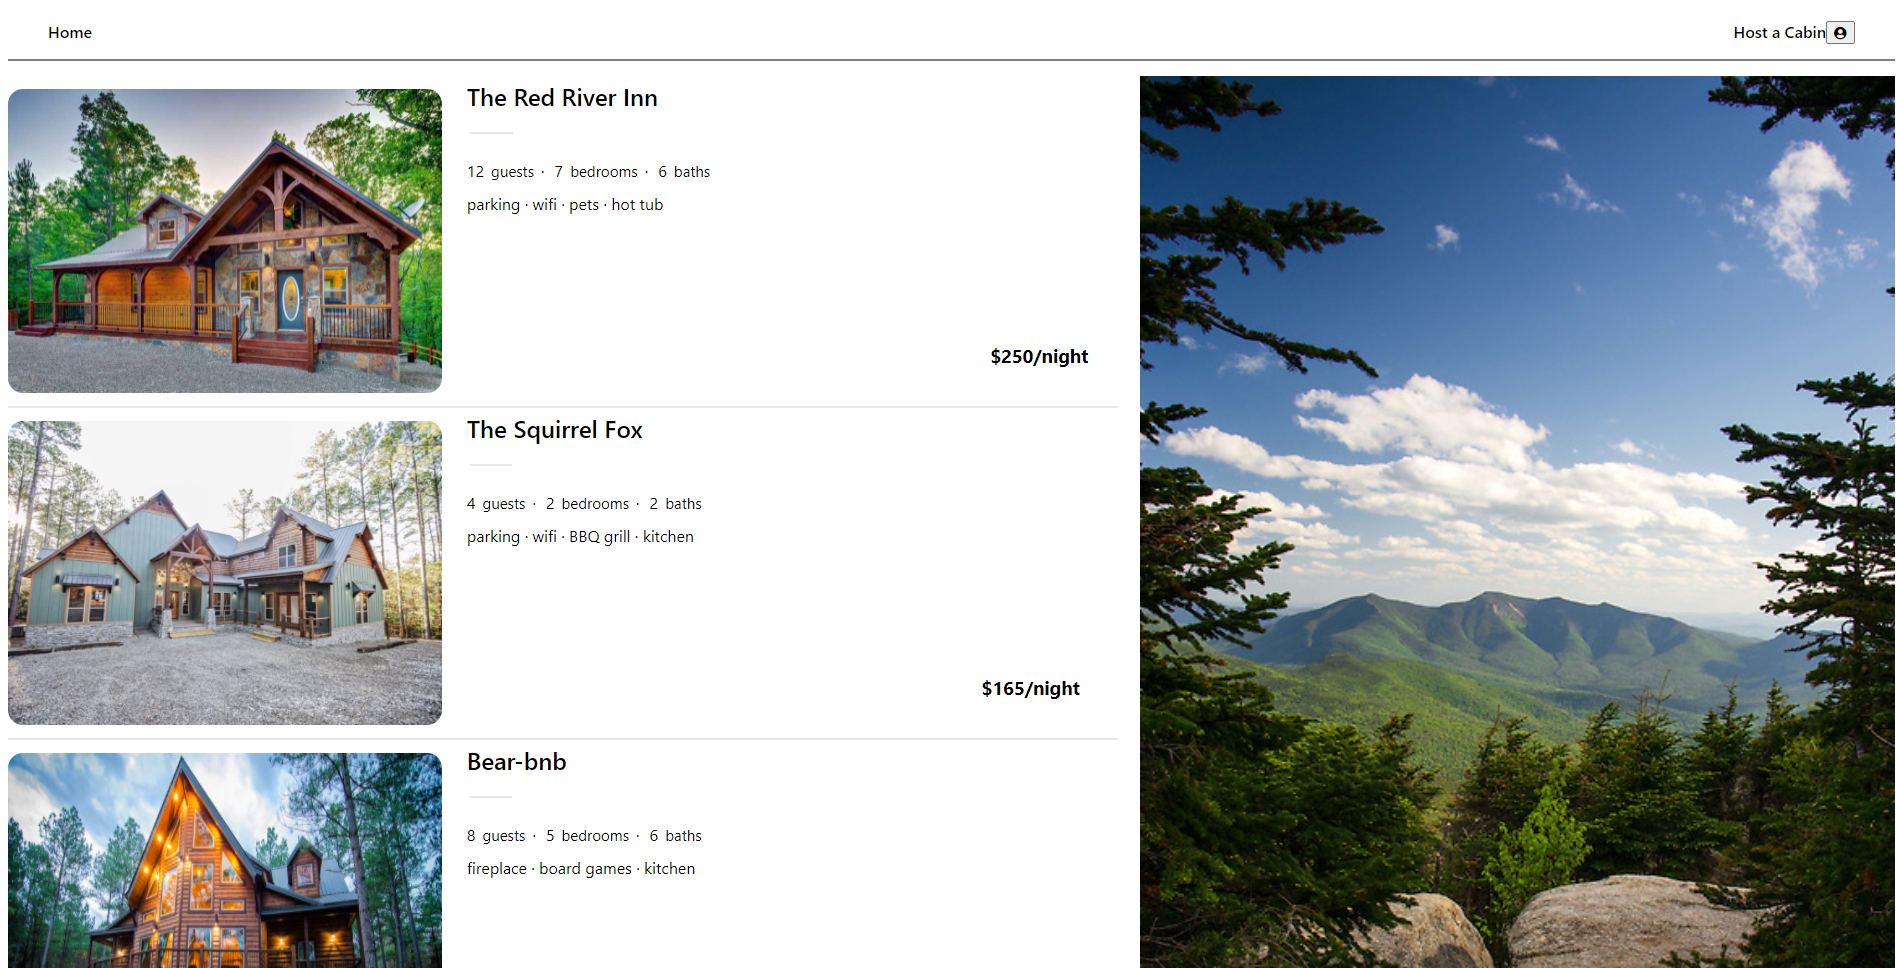 Home
Host a Cabin
The Red River Inn
12 guests · 7 bedrooms · 6 baths
parking · wifi · pets · hot tub
$250/night
The Squirrel Fox
4 guests · 2 bedrooms · 2 baths
parking · wifi · BBQ grill · kitchen
$165/night
Bear-bnb
8 guests · 5 bedrooms · 6 baths
fireplace · board games · kitchen